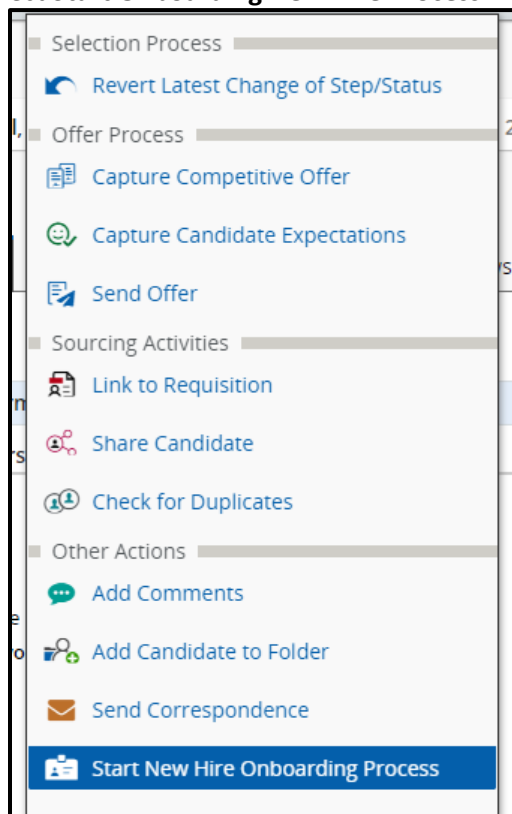 Selection Process
Revert Latest Change of Step/Status
Offer Process
Capture Competitive Offer
Capture Candidate Expectations
Send Offer
Sourcing Activities
Link to Requisition
Share Candidate
Check for Duplicates
Other Actions
Add Comments
Add Candidate to Folder
Send Correspondence
Start New Hire Onboarding Process